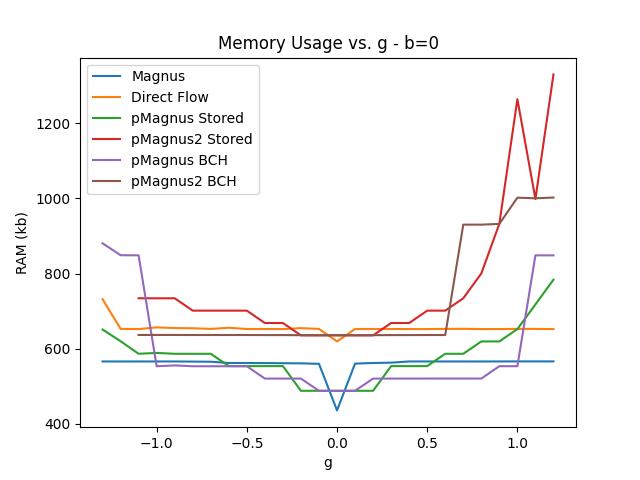 Memory Usage vs. g - b=0
Magnus
Direct Flow
pMagnus Stored
pMagnus2 Stored
pMagnus BCH
pMagnus2 BCH
RAM (kb)
1200
1000
800
600
400
−1.0 −0.5 0.0 0.5 1.0
g